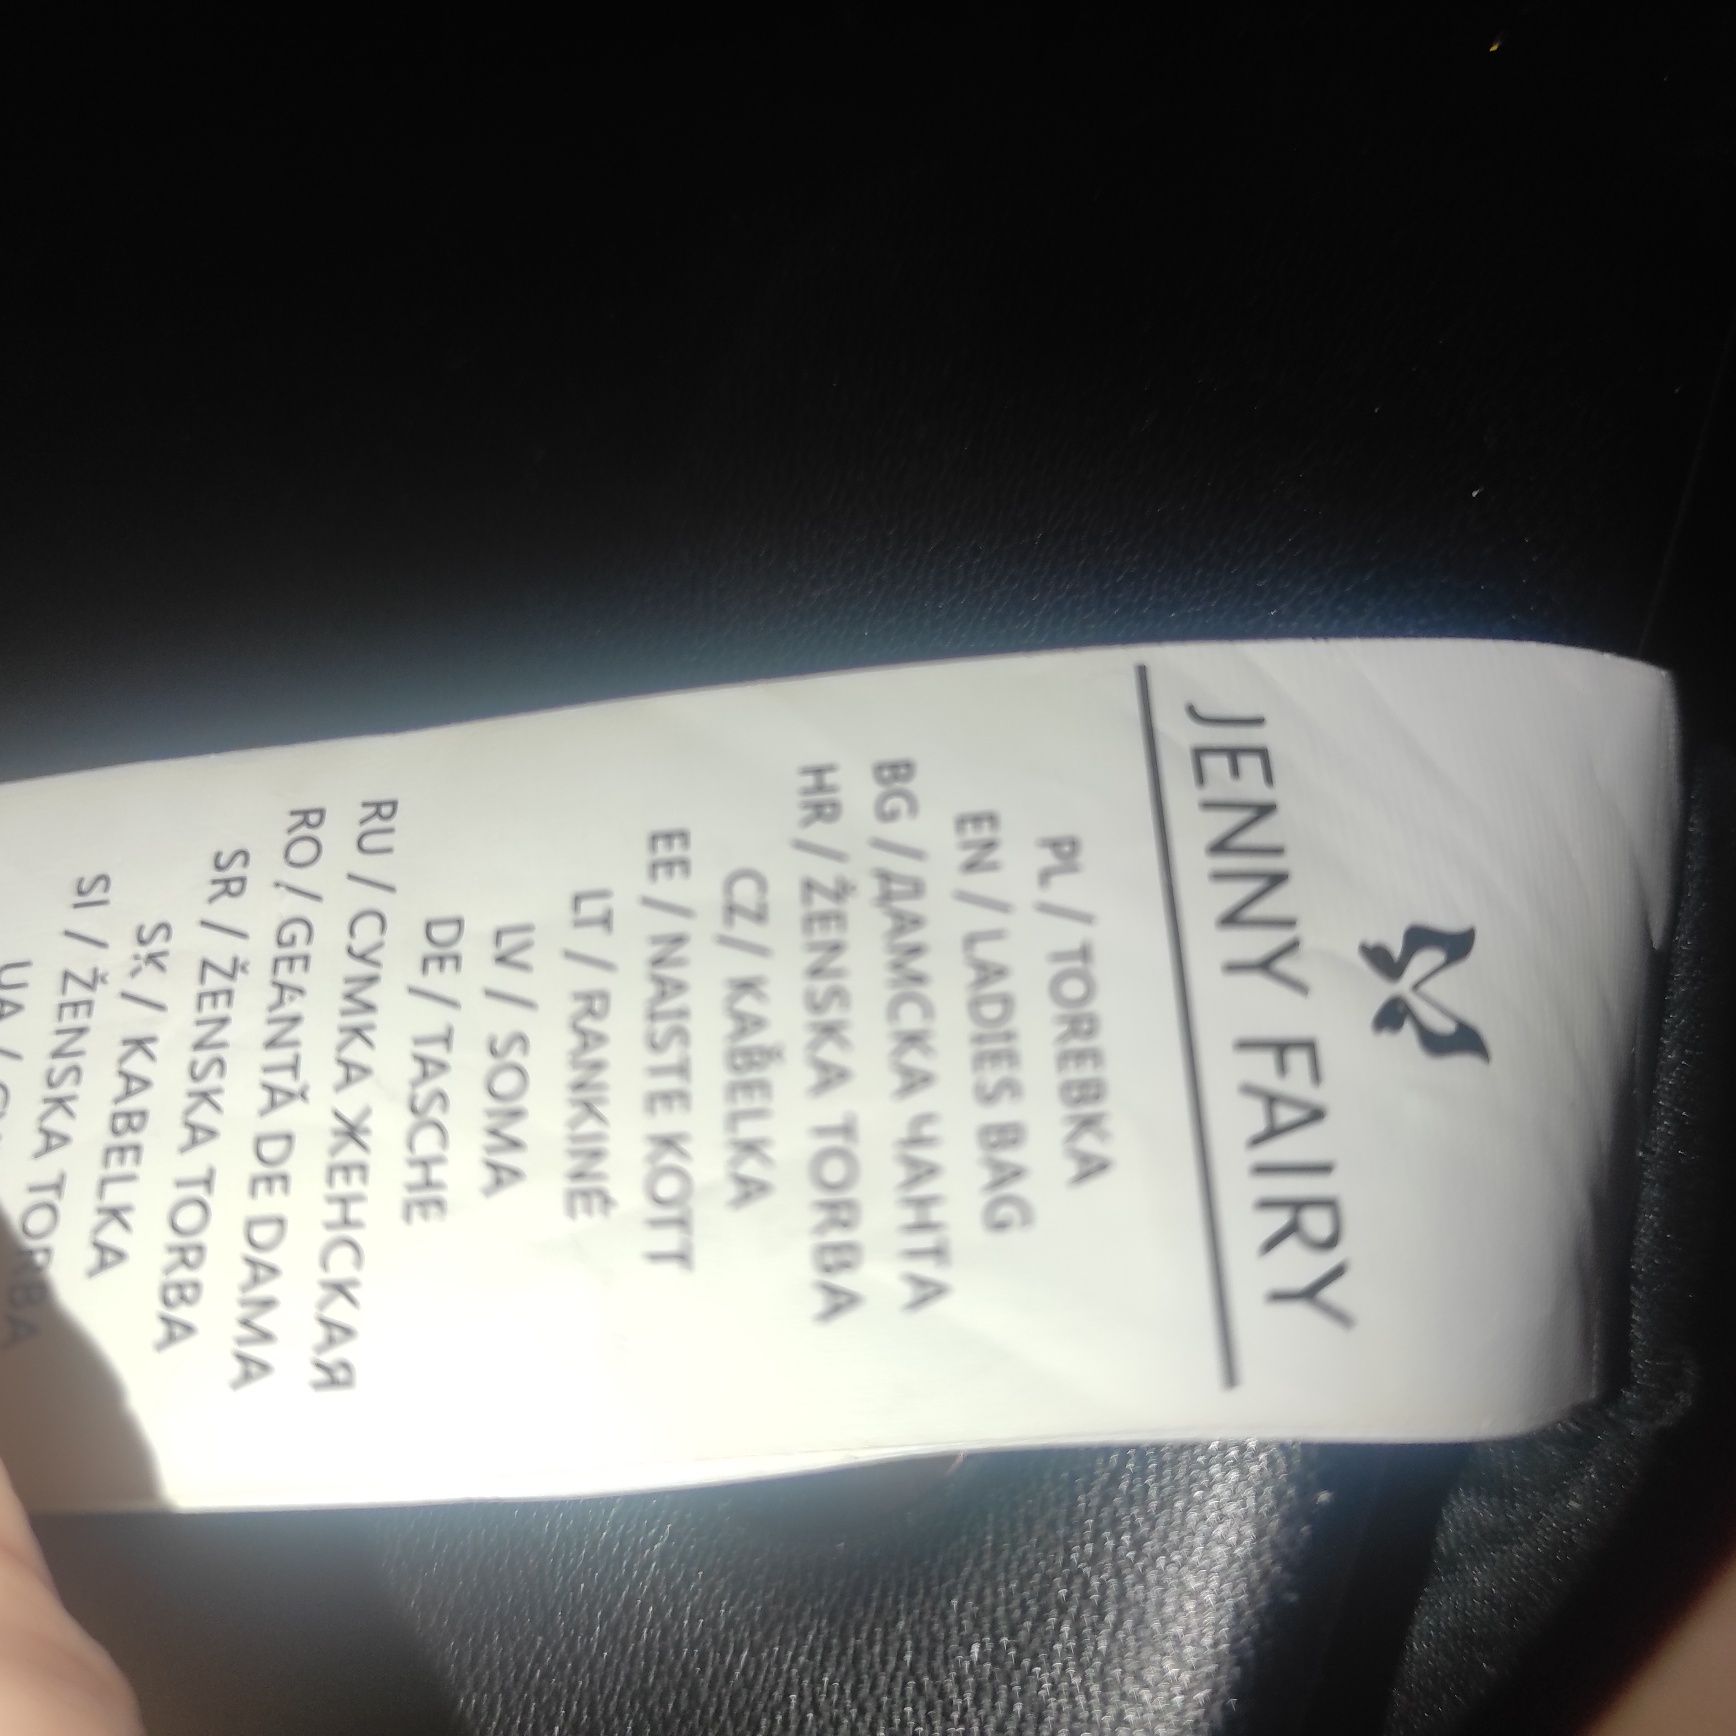 JENNY FAIRY
PL / TOREBKA
EN / LADIES BAG
BG / ДАМСКА ЧАНТА
HR / ŽENSKA TORBA
CZ / KABELKA
EE / NAISTE KOTT
LT / RANKINĖ
LV / SOMA
DE / TASCHE
RU / СУМКА ЖЕНСКАЯ
RO / GEANTĂ DE DAMA
SR / ŽENSKA TORBA
SK / KABELKA
SI / ŽENSKA TORBA
UA /